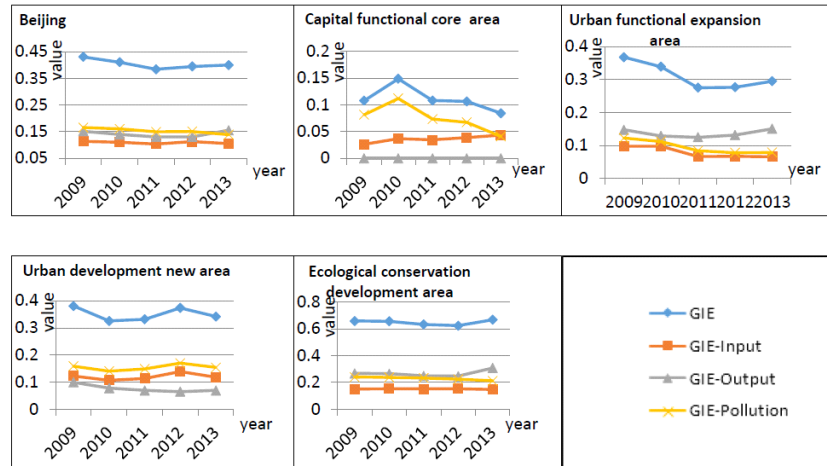 Beijing
value
0.45
0.35
0.25
0.15
0.05
2009
2010
2011
2012
2013
year
Capital functional core area
value
0.2
0.15
0.1
0.05
0
2009
2010
2011
2012
2013
year
Urban functional expansion
area
value
0.4
0.3
0.2
0.1
0
2009 2010 2011 2012 2013
year
Urban development new area
value
0.4
0.3
0.2
0.1
0
2009
2010
2011
2012
2013
year
Ecological conservation
development area
value
0.8
0.6
0.4
0.2
0
2009
2010
2011
2012
2013
year
GIE
GIE-Input
GIE-Output
GIE-Pollution